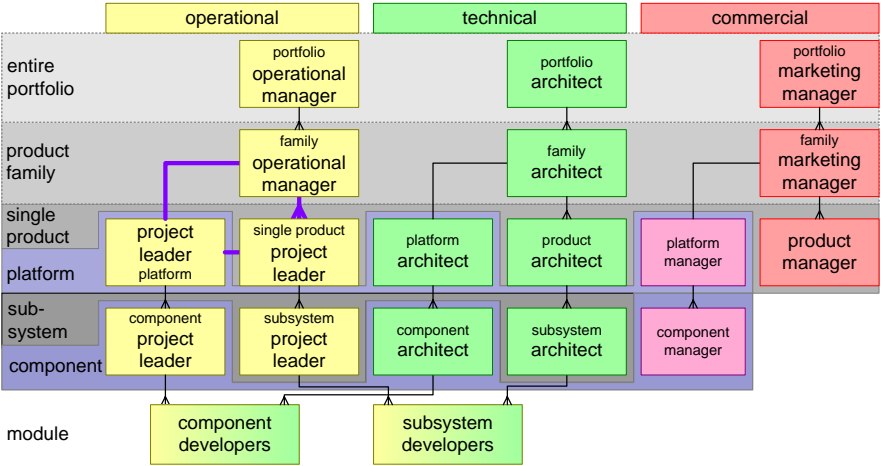 operational
technical
commercial
entire
portfolio
portfolio
operational
manager
portfolio
architect
portfolio
marketing
manager
product
family
family
operational
manager
family
architect
family
marketing
manager
single
product
platform
project
leader
platform
single product
project
leader
platform
architect
product
architect
platform
manager
product
manager
sub-
system
component
component
project
leader
subsystem
project
leader
component
architect
subsystem
architect
component
manager
module
component
developers
subsystem
developers